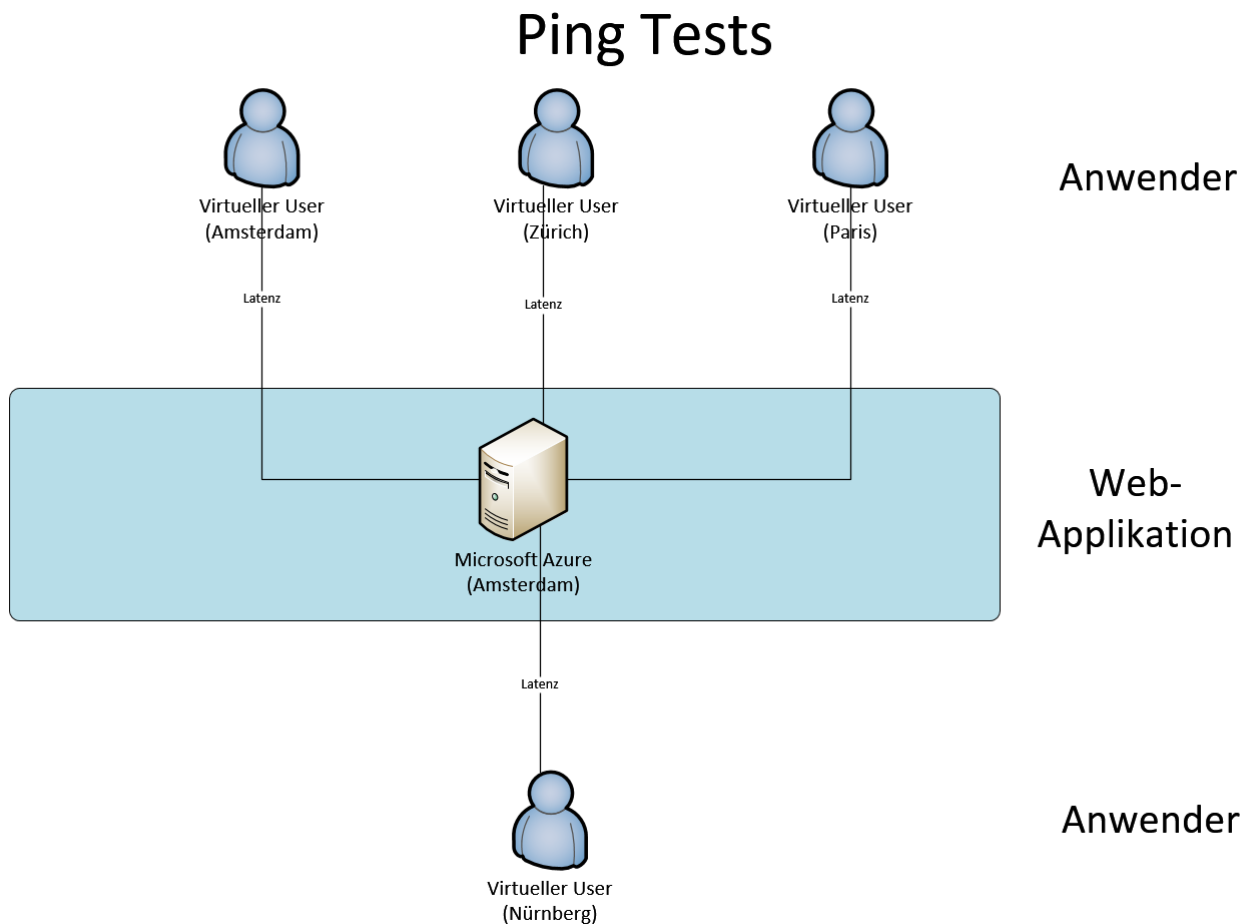 Ping Tests
Virtueller User
(Amsterdam)
Virtueller User
(Zürich)
Virtueller User
(Paris)
Anwender
Latenz
Latenz
Latenz
Microsoft Azure
(Amsterdam)
Web-
Applikation
Latenz
Virtueller User
(Nürnberg)
Anwender